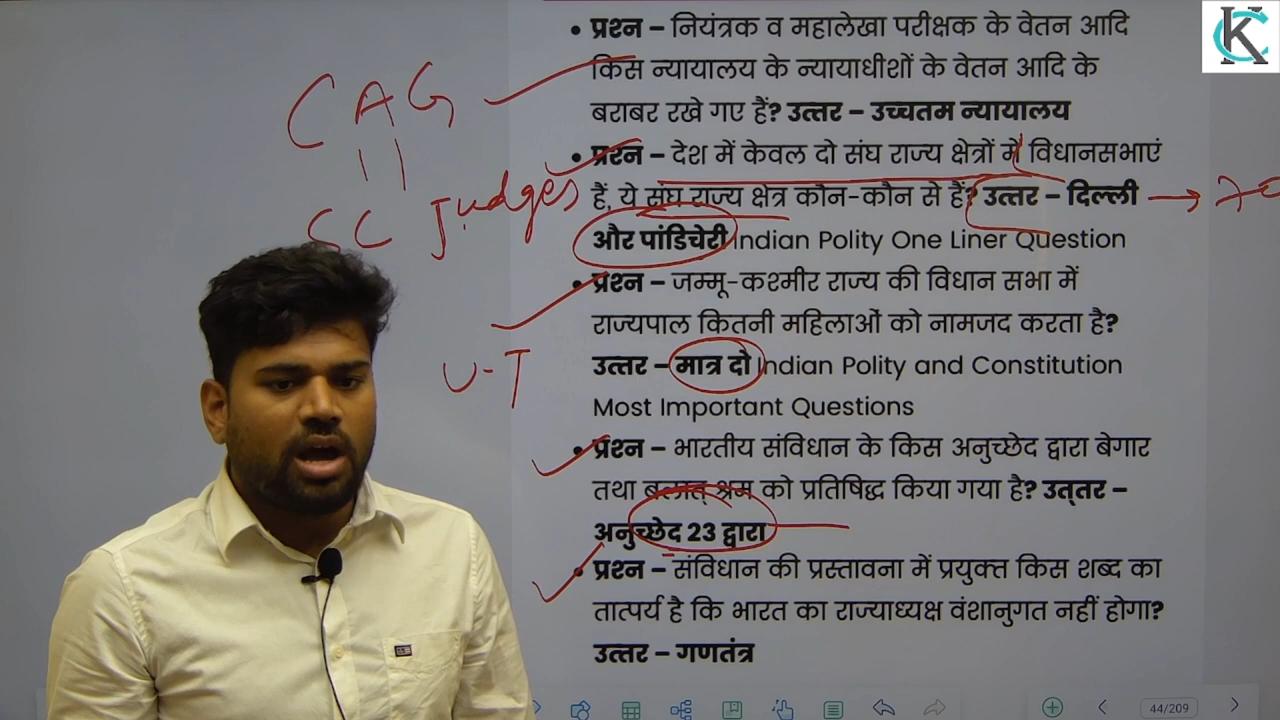 • प्रश्न – नियंत्रक व महालेखा परीक्षक के वेतन आदि
किस न्यायालय के न्यायाधीशों के वेतन आदि के
बराबर रखे गए हैं? उत्तर – उच्चतम न्यायालय
• प्रश्न – देश में केवल दो संघ राज्य क्षेत्रों में विधानसभाएं
हैं, ये संघ राज्य क्षेत्र कौन-कौन से हैं? उत्तर – दिल्ली
और पांडिचेरी Indian Polity One Liner Question
• प्रश्न – जम्मू-कश्मीर राज्य की विधान सभा में
राज्यपाल कितनी महिलाओं को नामजद करता है?
उत्तर – मात्र दो Indian Polity and Constitution
Most Important Questions
• प्रश्न – भारतीय संविधान के किस अनुच्छेद द्वारा बेगार
तथा बलात् श्रम को प्रतिषिद्ध किया गया है? उत्तर –
अनुच्छेद 23 द्वारा
• प्रश्न – संविधान की प्रस्तावना में प्रयुक्त किस शब्द का
तात्पर्य है कि भारत का राज्याध्यक्ष वंशानुगत नहीं होगा?
उत्तर – गणतंत्र
CAG
SC Judges
U-T
KC
44/209